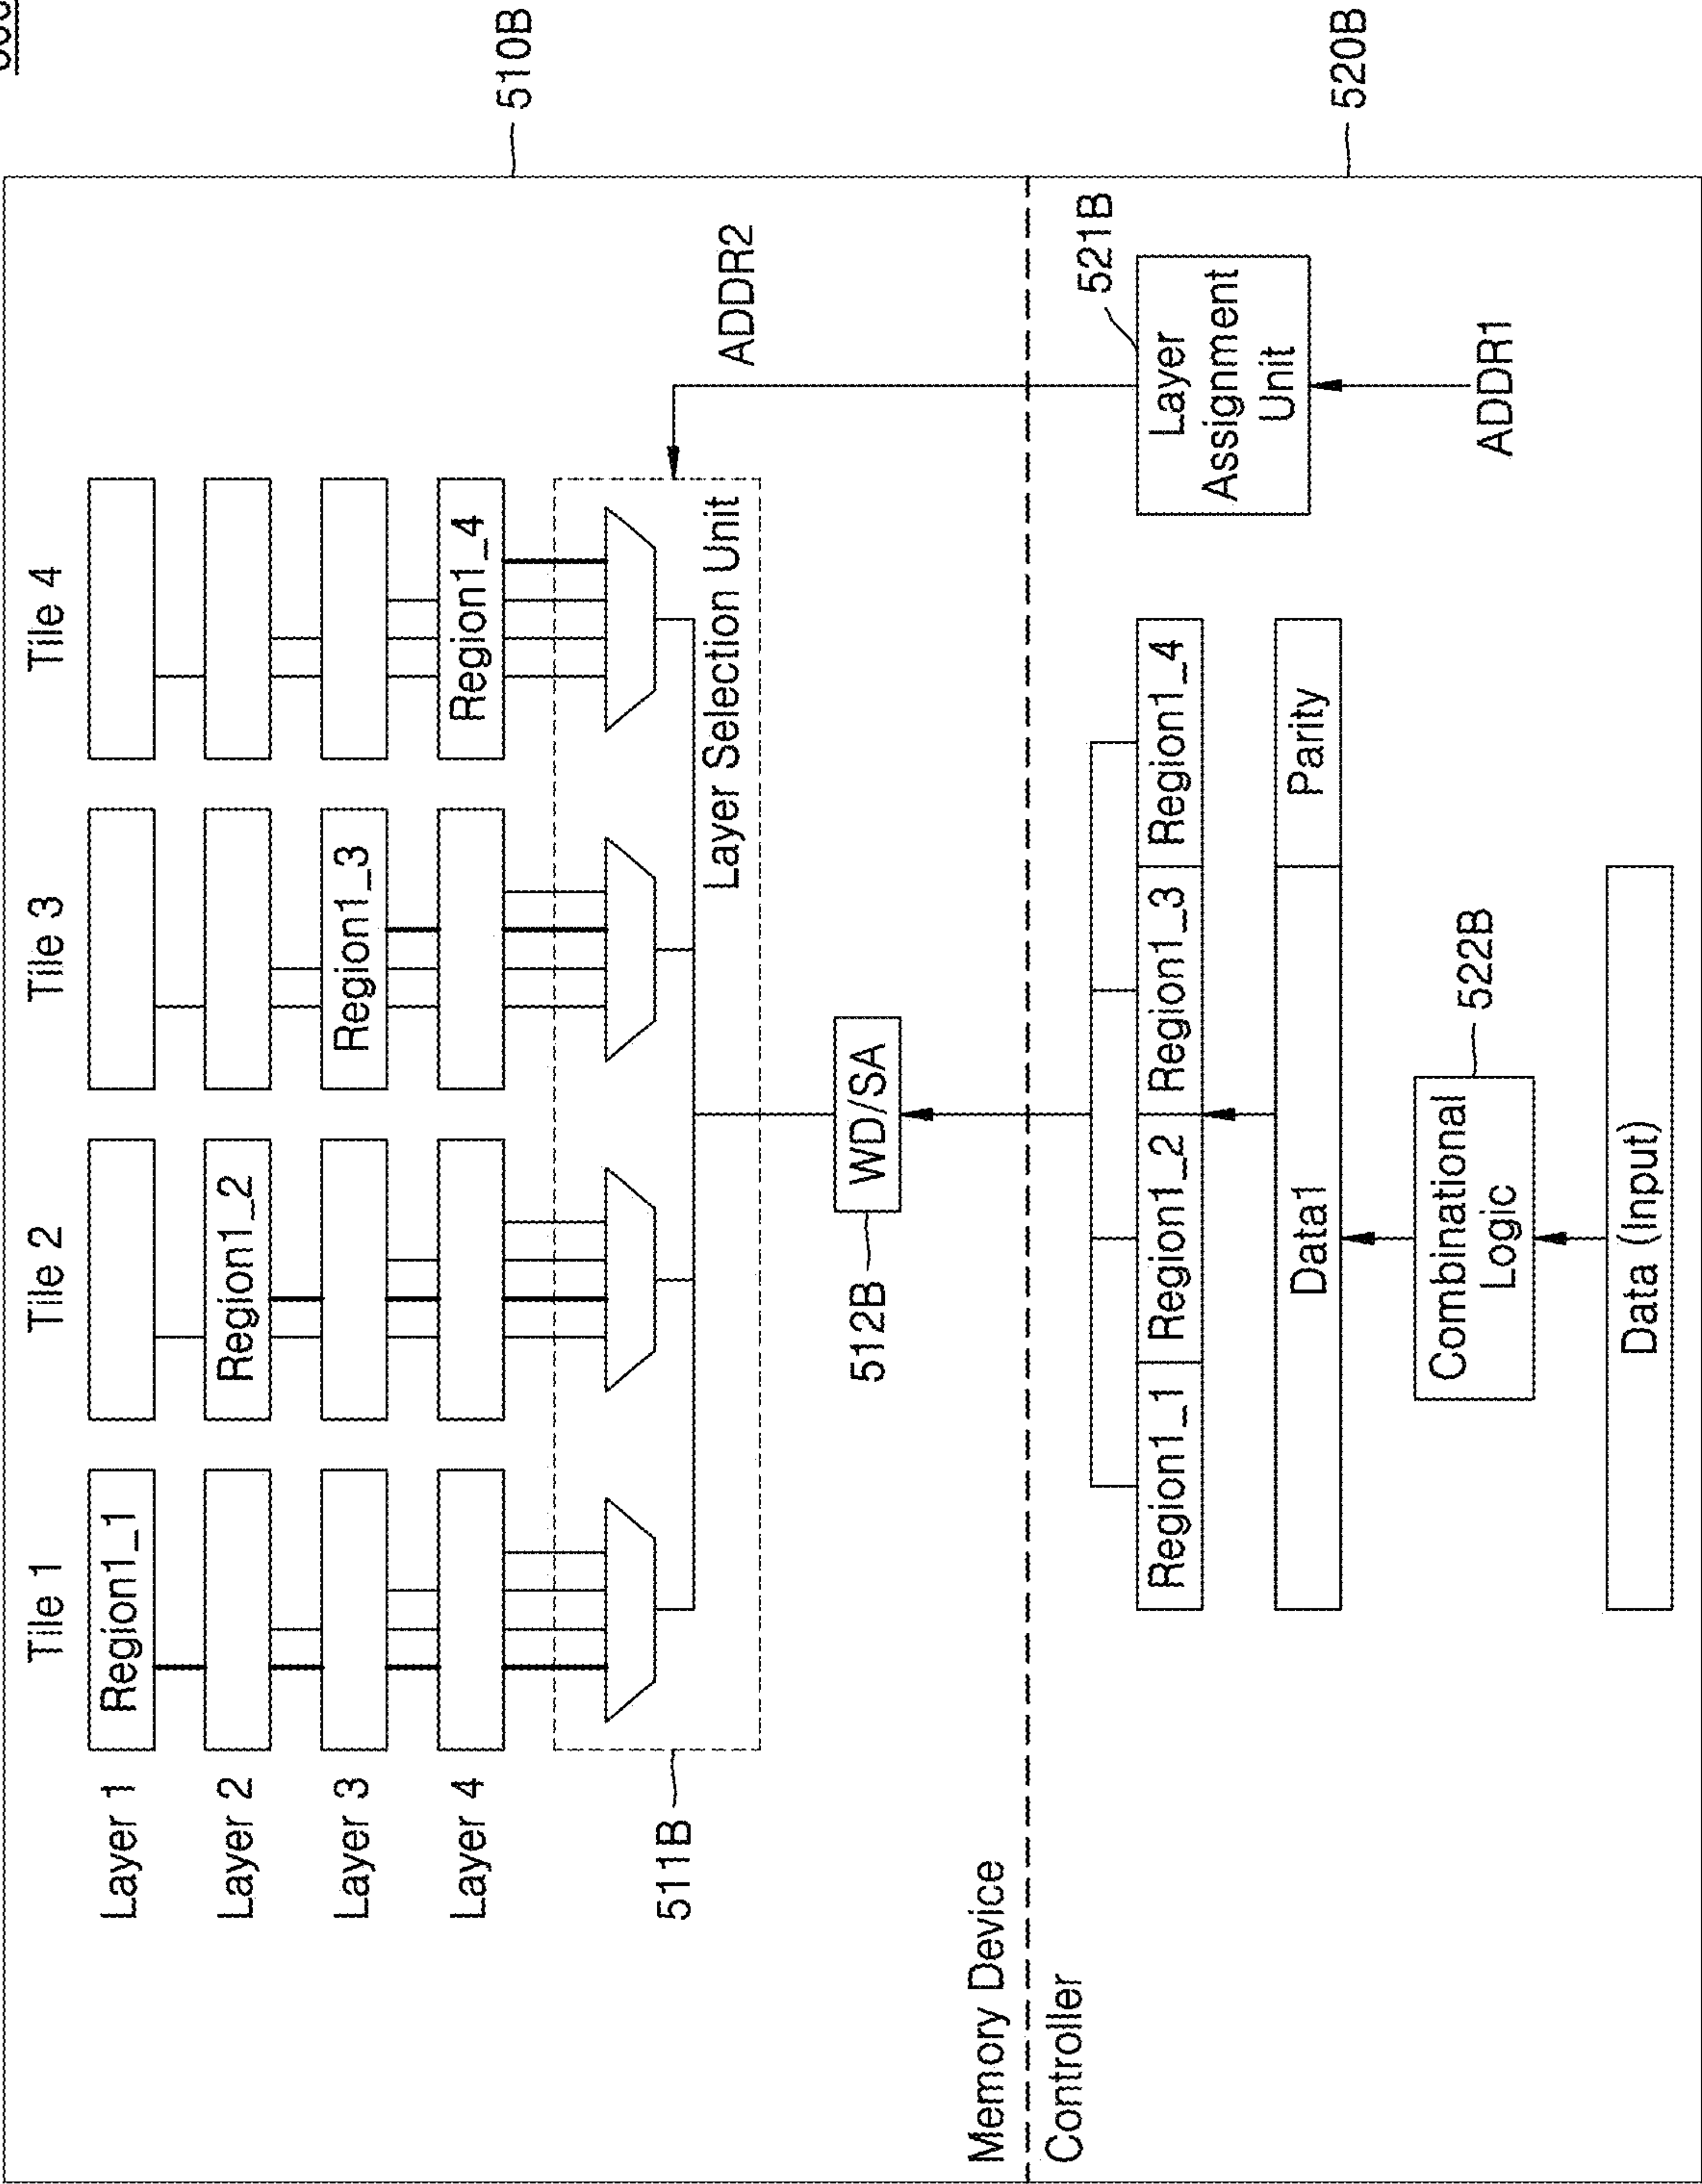 Tile 1 Tile 2 Tile 3 Tile 4
Layer 1 Region1_1
Layer 2 Region1_2
Layer 3 Region1_3
Layer 4 Region1_4
510B
511B
Layer Selection Unit
ADDR2
512B WD/SA
Memory Device
Controller
521B
Region1_1 Region1_2 Region1_3 Region1_4
Layer
Assignment
Unit
520B
Data1 Parity
ADDR1
Combinational
Logic
522B
Data (Input)